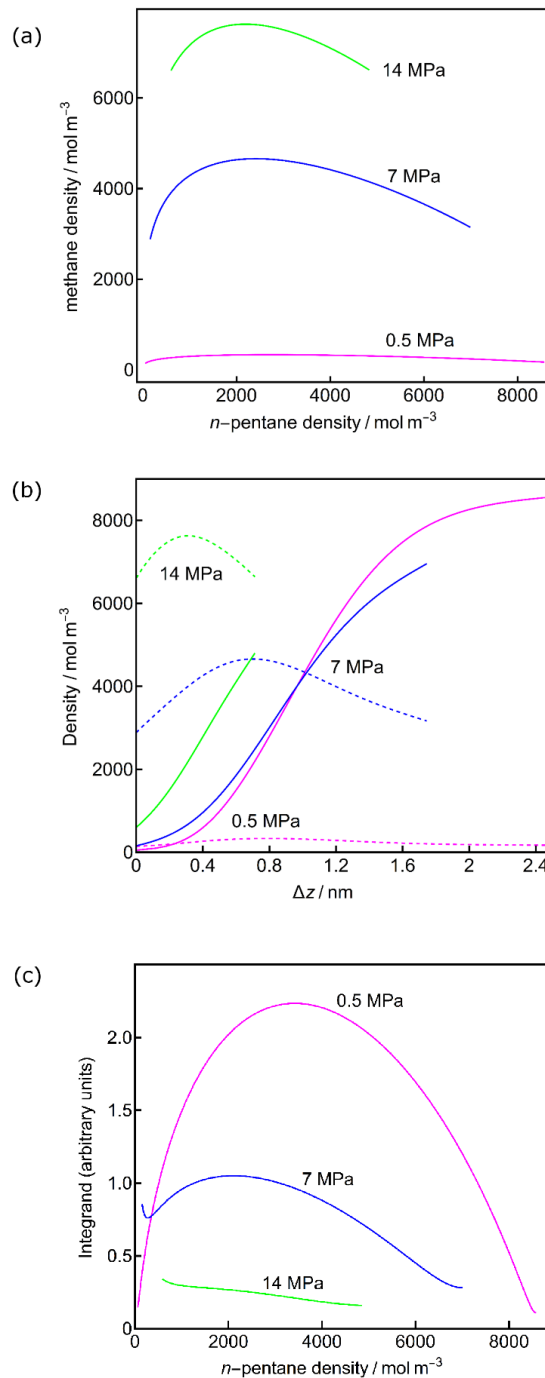 (a)
methane density / mol m⁻³
6000
4000
2000
0
14 MPa
7 MPa
0.5 MPa
0 2000 4000 6000 8000
n−pentane density / mol m⁻³
(b)
Density / mol m⁻³
8000
6000
4000
2000
0
14 MPa
7 MPa
0.5 MPa
0 0.4 0.8 1.2 1.6 2 2.4
Δz / nm
(c)
Integrand (arbitrary units)
2.0
1.5
1.0
0.5
0
0.5 MPa
7 MPa
14 MPa
0 2000 4000 6000 8000
n−pentane density / mol m⁻³